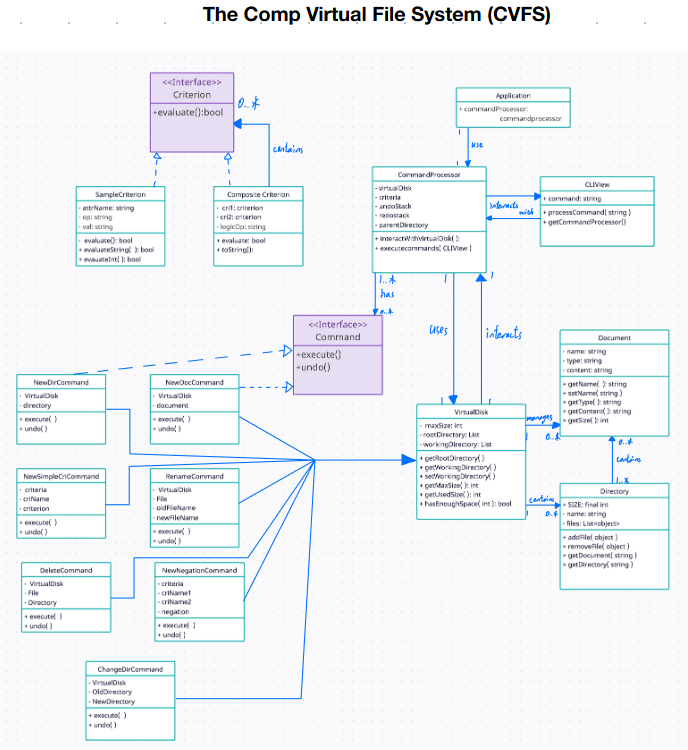 The Comp Virtual File System (CVFS)
<<Interface>>
Criterion
+evaluate():bool
0..*
contains
SampleCriterion
- attrName: string
- op: string
- val: string
- evaluate(): bool
+ evaluateString( ): bool
+ evauateInt( ): bool
Composite Criterion
- cri1: criterion
- cri2: criterion
- logicOp: string
+ evaluate: bool
+ toString():
Application
+ commandProcessor:
commandprocessor
use
CommandProcessor
- virtualDisk
- criteria
- undoStack
- redostack
- parentDirectory
+ interactWithVirtualDisk( ):
+ executecommands( CLIView )
interacts
with
CLIView
+ command: string
+ processCommand( string )
+ getCommandProcessor()
1..*
has
0..*
1
1
uses
interacts
<<Interface>>
Command
+execute()
+undo()
NewDirCommand
- VirtualDisk
- directory
+ execute( )
+ undo( )
NewDocCommand
- VirtualDisk
- document
+ execute( )
+ undo( )
NewSimpleCriCommand
- criteria
- criName
- criterion
+ execute( )
+ undo( )
RenameCommand
- VirtualDisk
- File
- oldFileName
- newFileName
+ execute( )
+ undo( )
DeleteCommand
- VirtualDisk
- File
- Directory
+ execute( )
+ undo( )
NewNegationCommand
- criteria
- criName1
- criName2
- negation
+ execute( )
+ undo( )
ChangeDirCommand
- VirtualDisk
- OldDirectory
- NewDirectory
+ execute( )
+ undo( )
1
1
VirtualDisk
- maxSize: int
- rootDirectory: List
- workingDirectory: List
+ getRootDirectory( )
+ getWorkingDirectory( )
+ setWorkingDirectory( )
+ getMaxSize( ): int
+ getUsedSize( ): int
+ hasEnoughSpace( int ): bool
1
manages
0..*
contains
1
0..*
Document
- name: string
- type: string
- content: string
+ getName( ): string
+ setName( string )
+ getType( ): string
+ getContent( ): string
+ getSize( ): int
0..*
contains
1..*
Directory
+ SIZE: final int
- name: string
- files: List<object>
+ addFile( object )
+ removeFile( object )
+ getDocument( string )
+ getDirectory( string )